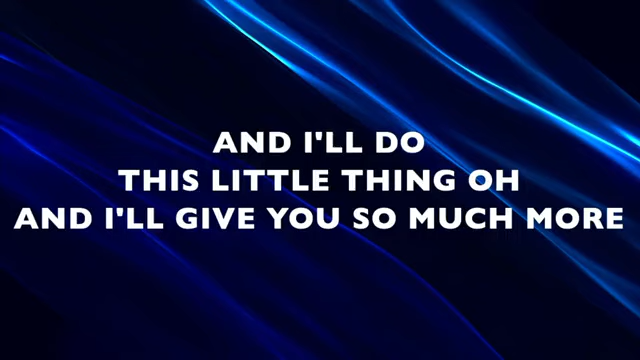 AND I'LL DO
THIS LITTLE THING OH
AND I'LL GIVE YOU SO MUCH MORE